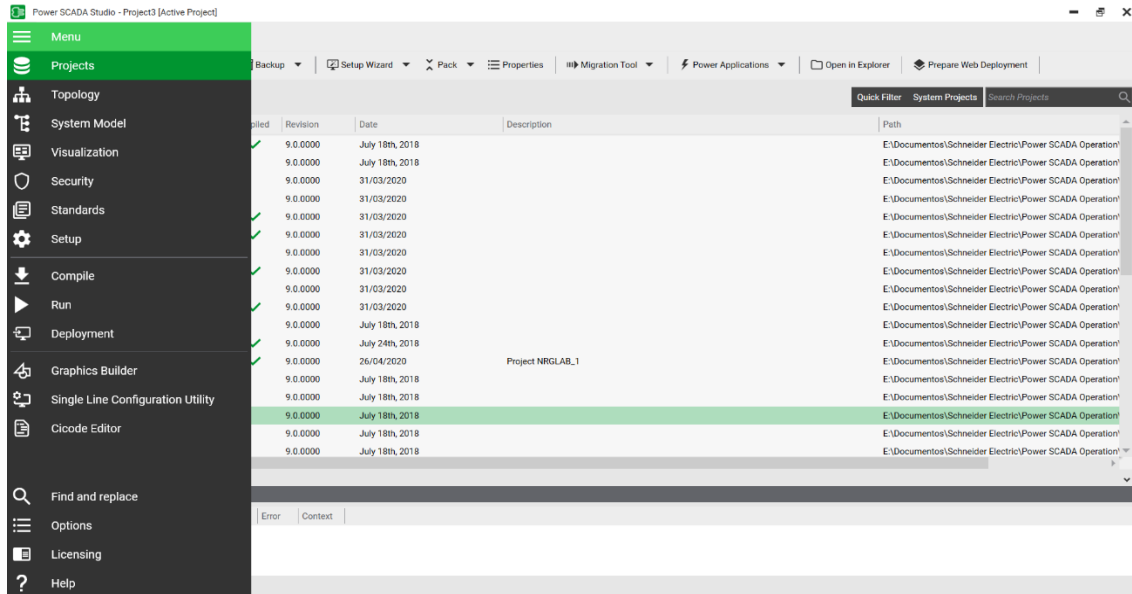 Power SCADA Studio - Project3 [Active Project]
Menu
Projects
Topology
System Model
Visualization
Security
Standards
Setup
Compile
Run
Deployment
Graphics Builder
Single Line Configuration Utility
Cicode Editor
Find and replace
Options
Licensing
Help
Backup Setup Wizard Pack Properties Migration Tool Power Applications Open in Explorer Prepare Web Deployment
Quick Filter System Projects Search Projects
piled Revision Date Description Path
9.0.0000 July 18th, 2018 E:\Documentos\Schneider Electric\Power SCADA Operation\
9.0.0000 July 18th, 2018 E:\Documentos\Schneider Electric\Power SCADA Operation\
9.0.0000 31/03/2020 E:\Documentos\Schneider Electric\Power SCADA Operation\
9.0.0000 31/03/2020 E:\Documentos\Schneider Electric\Power SCADA Operation\
9.0.0000 31/03/2020 E:\Documentos\Schneider Electric\Power SCADA Operation\
9.0.0000 31/03/2020 E:\Documentos\Schneider Electric\Power SCADA Operation\
9.0.0000 31/03/2020 E:\Documentos\Schneider Electric\Power SCADA Operation\
9.0.0000 31/03/2020 E:\Documentos\Schneider Electric\Power SCADA Operation\
9.0.0000 31/03/2020 E:\Documentos\Schneider Electric\Power SCADA Operation\
9.0.0000 31/03/2020 E:\Documentos\Schneider Electric\Power SCADA Operation\
9.0.0000 July 18th, 2018 E:\Documentos\Schneider Electric\Power SCADA Operation\
9.0.0000 July 24th, 2018 E:\Documentos\Schneider Electric\Power SCADA Operation\
9.0.0000 26/04/2020 Project NRGLAB_1 E:\Documentos\Schneider Electric\Power SCADA Operation\
9.0.0000 July 18th, 2018 E:\Documentos\Schneider Electric\Power SCADA Operation\
9.0.0000 July 18th, 2018 E:\Documentos\Schneider Electric\Power SCADA Operation\
9.0.0000 July 18th, 2018 E:\Documentos\Schneider Electric\Power SCADA Operation\
9.0.0000 July 18th, 2018 E:\Documentos\Schneider Electric\Power SCADA Operation\
9.0.0000 July 18th, 2018 E:\Documentos\Schneider Electric\Power SCADA Operation\
Error Context